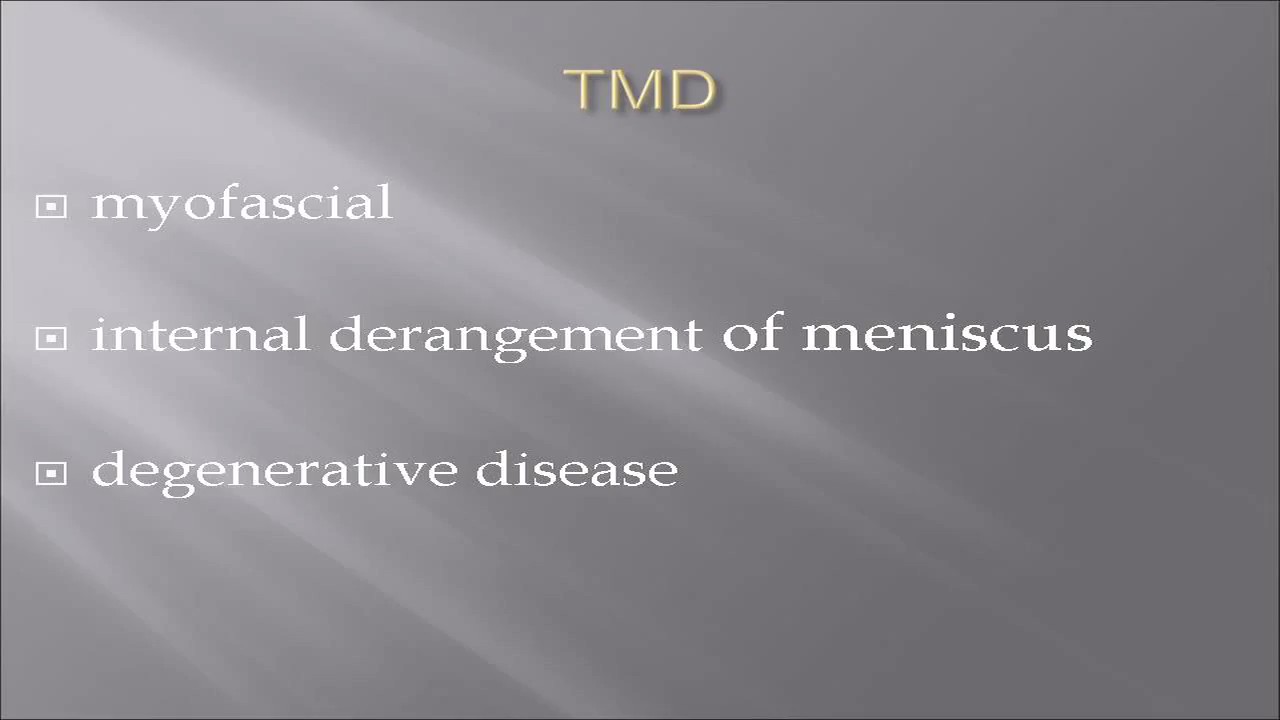 TMD
myofascial
internal derangement of meniscus
degenerative disease